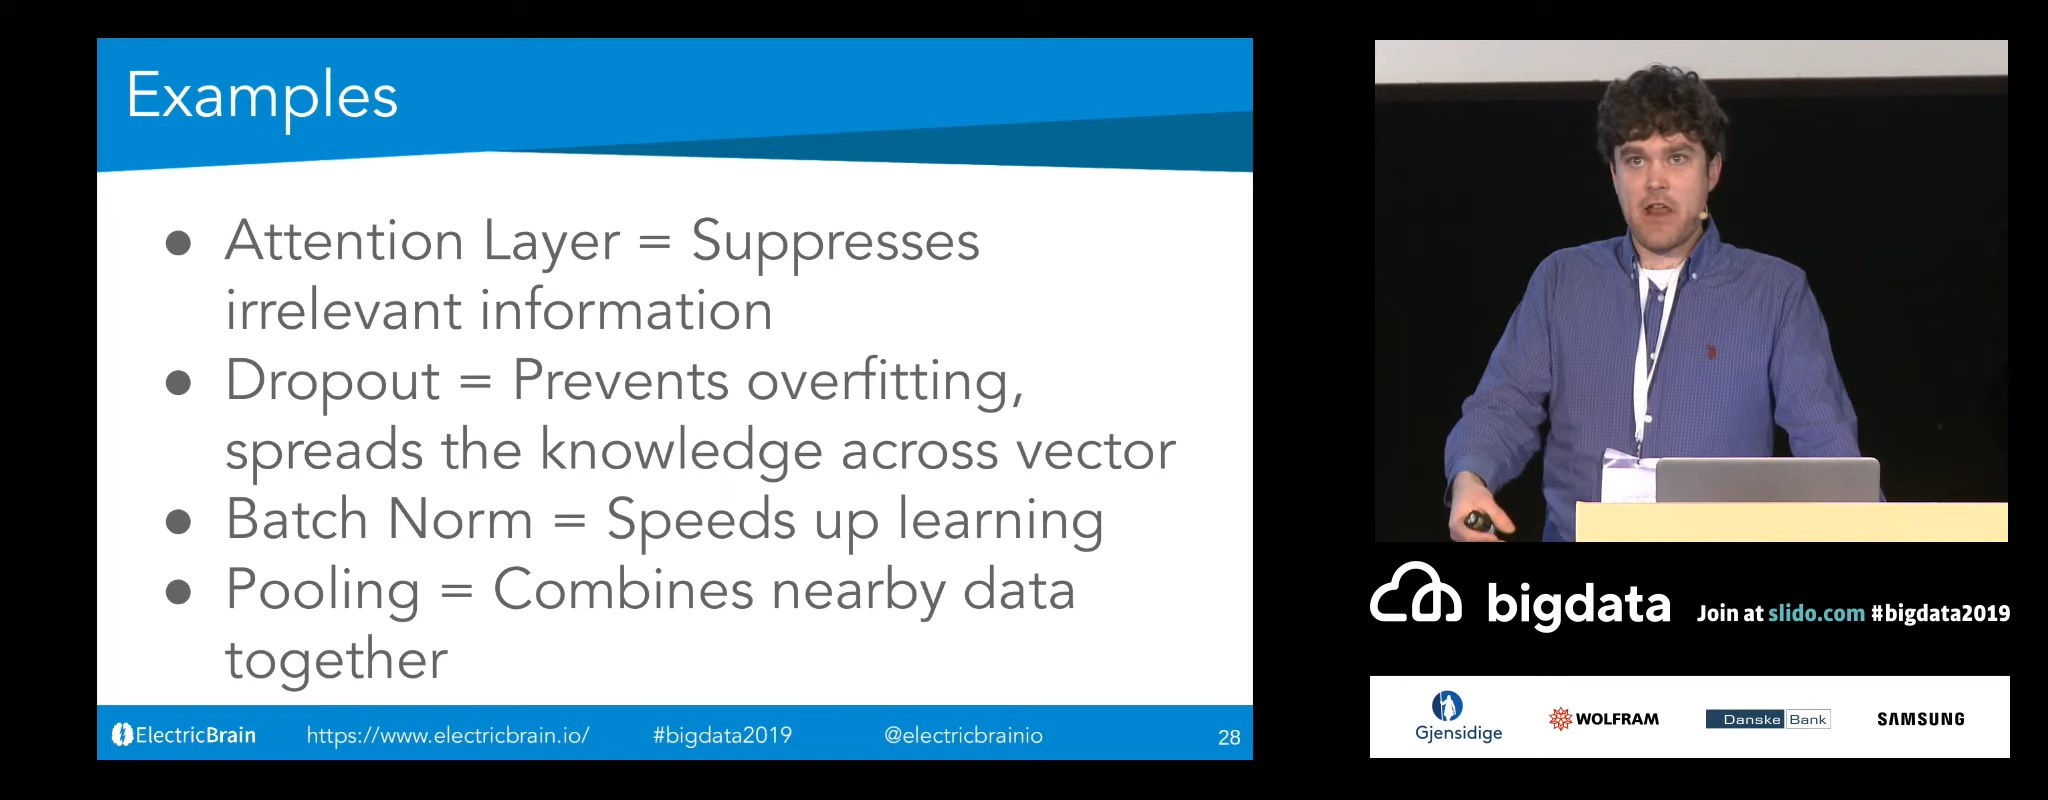 Examples
● Attention Layer = Suppresses
irrelevant information
● Dropout = Prevents overfitting,
spreads the knowledge across vector
● Batch Norm = Speeds up learning
● Pooling = Combines nearby data
together
ElectricBrain https://www.electricbrain.io/ #bigdata2019 @electricbrainio 28
bigdata Join at slido.com #bigdata2019
Gjensidige WOLFRAM Danske Bank SAMSUNG